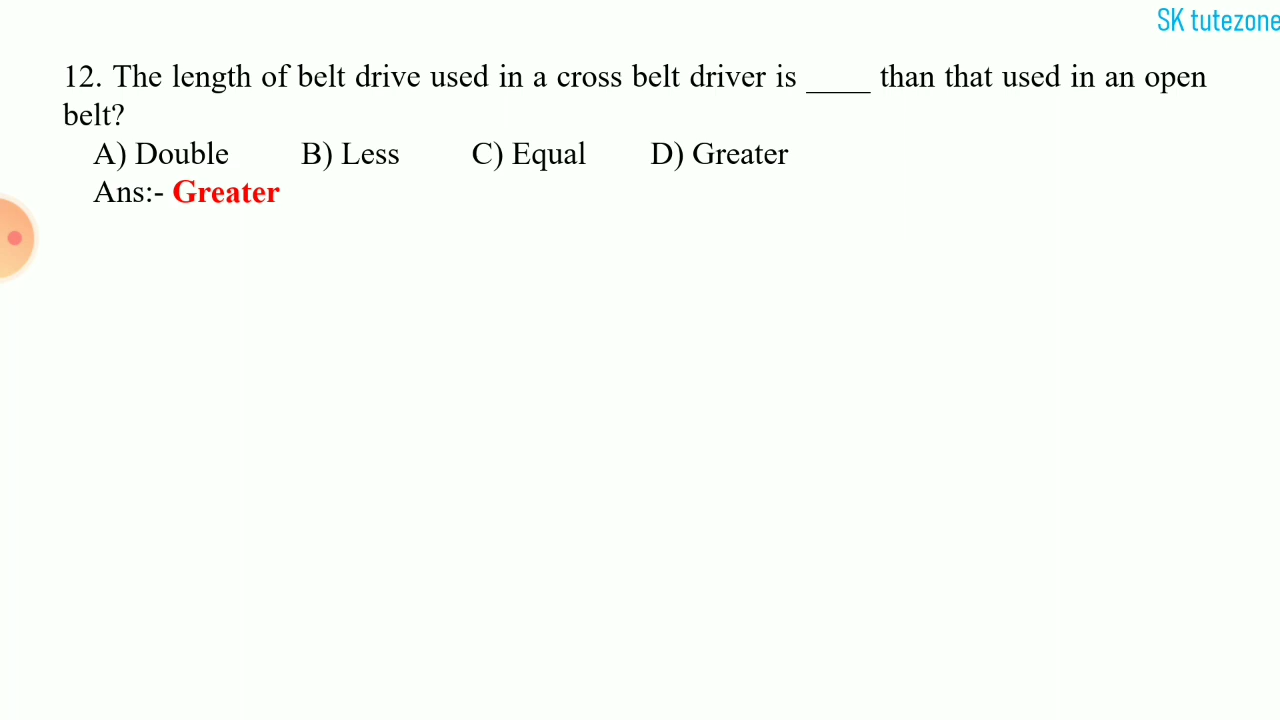 SK tutezone
12. The length of belt drive used in a cross belt driver is ____ than that used in an open
belt?
A) Double B) Less C) Equal D) Greater
Ans:- Greater